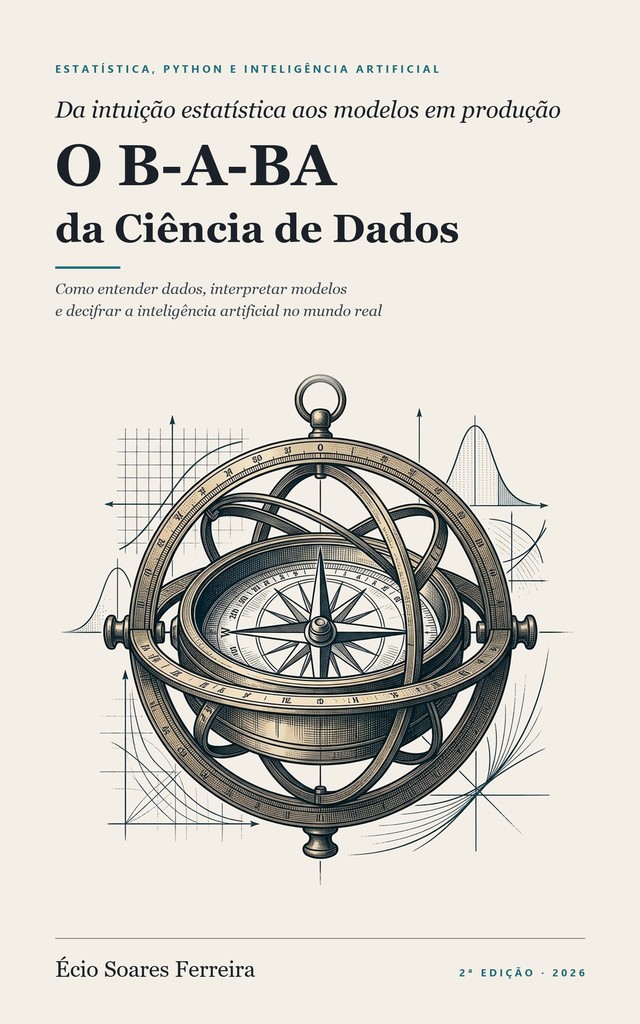 ESTATÍSTICA, PYTHON E INTELIGÊNCIA ARTIFICIAL
Da intuição estatística aos modelos em produção
O B-A-BA
da Ciência de Dados
Como entender dados, interpretar modelos
e decifrar a inteligência artificial no mundo real
Écio Soares Ferreira
2ª EDIÇÃO · 2026